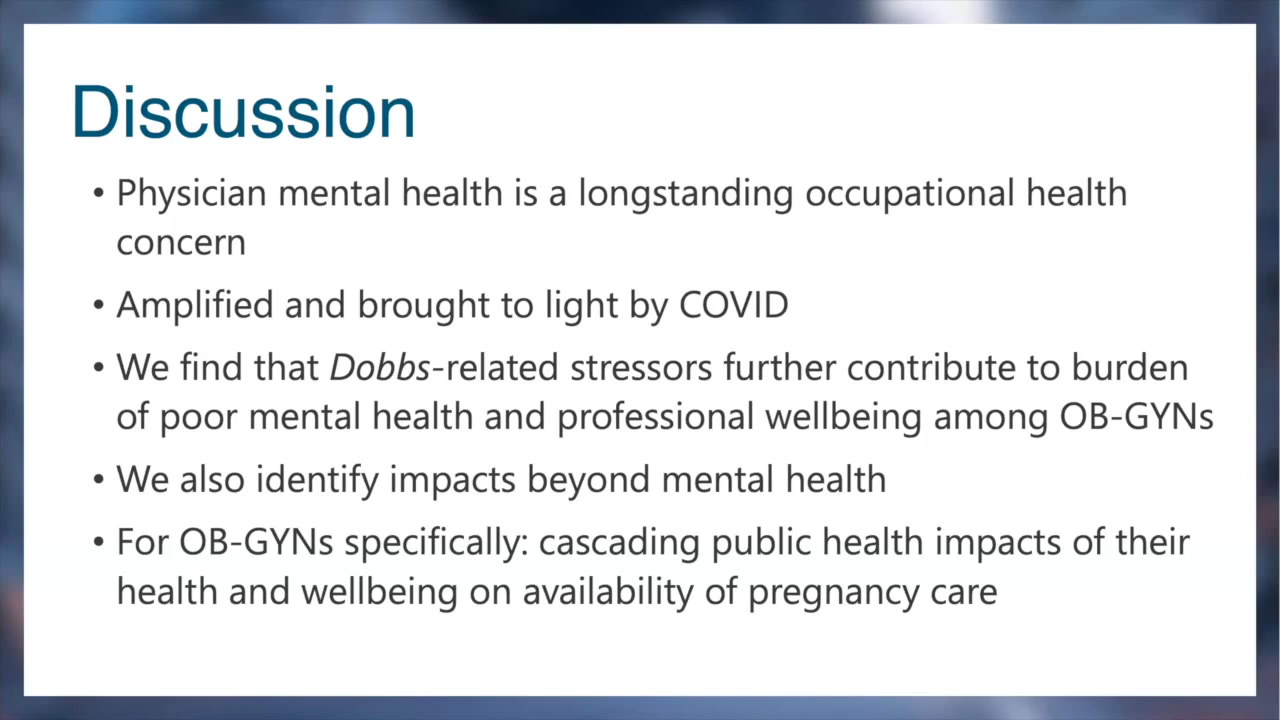 Discussion
• Physician mental health is a longstanding occupational health
concern
• Amplified and brought to light by COVID
• We find that Dobbs-related stressors further contribute to burden
of poor mental health and professional wellbeing among OB-GYNs
• We also identify impacts beyond mental health
• For OB-GYNs specifically: cascading public health impacts of their
health and wellbeing on availability of pregnancy care